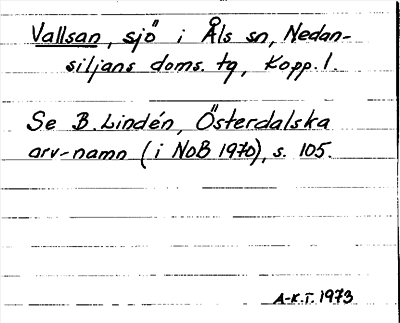 Vallsan, sjö i Åls sn, Nedan-
siljans doms. tg, Kopp. l.
Se B. Lindén, Österdalska
arv-namn (i NoB 1970), s. 105.
A-K.T. 1973